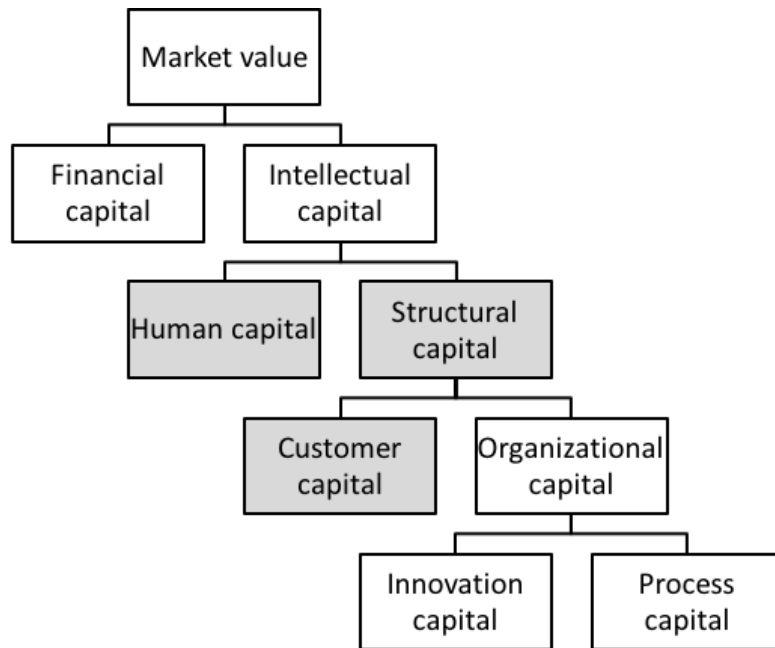 Market value
Financial
capital
Intellectual
capital
Human capital
Structural
capital
Customer
capital
Organizational
capital
Innovation
capital
Process
capital